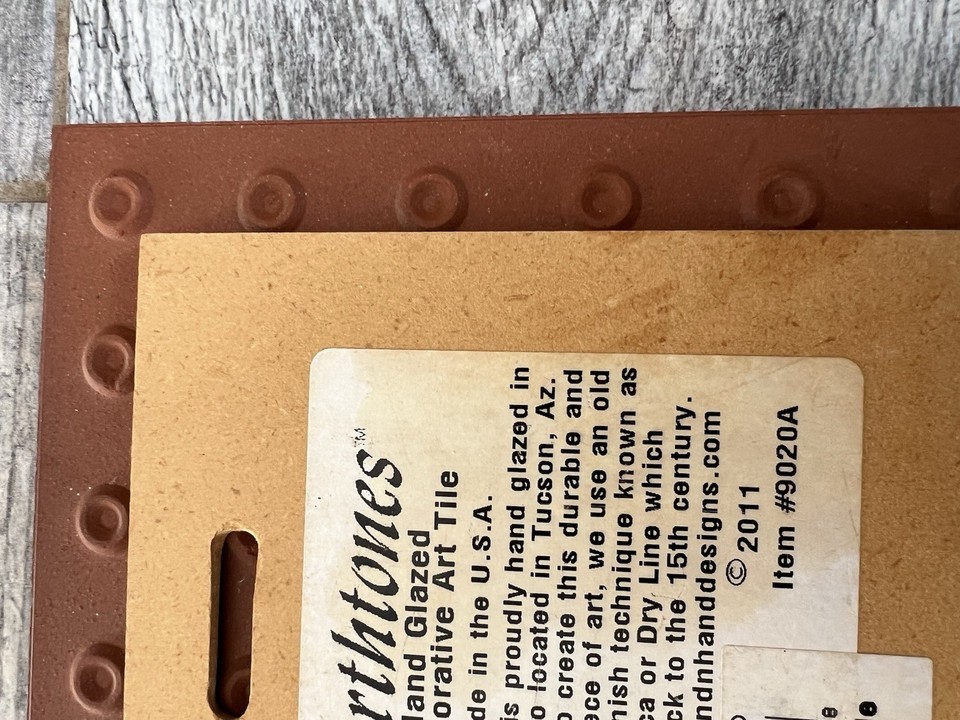 rthtones™
land Glazed
orative Art Tile
de in the U.S.A.
is proudly hand glazed in
o located in Tucson, Az.
o create this durable and
ece of art, we use an old
nish technique known as
ca or Dry Line which
ck to the 15th century.
ndnhanddesigns.com
© 2011
Item #9020A
e